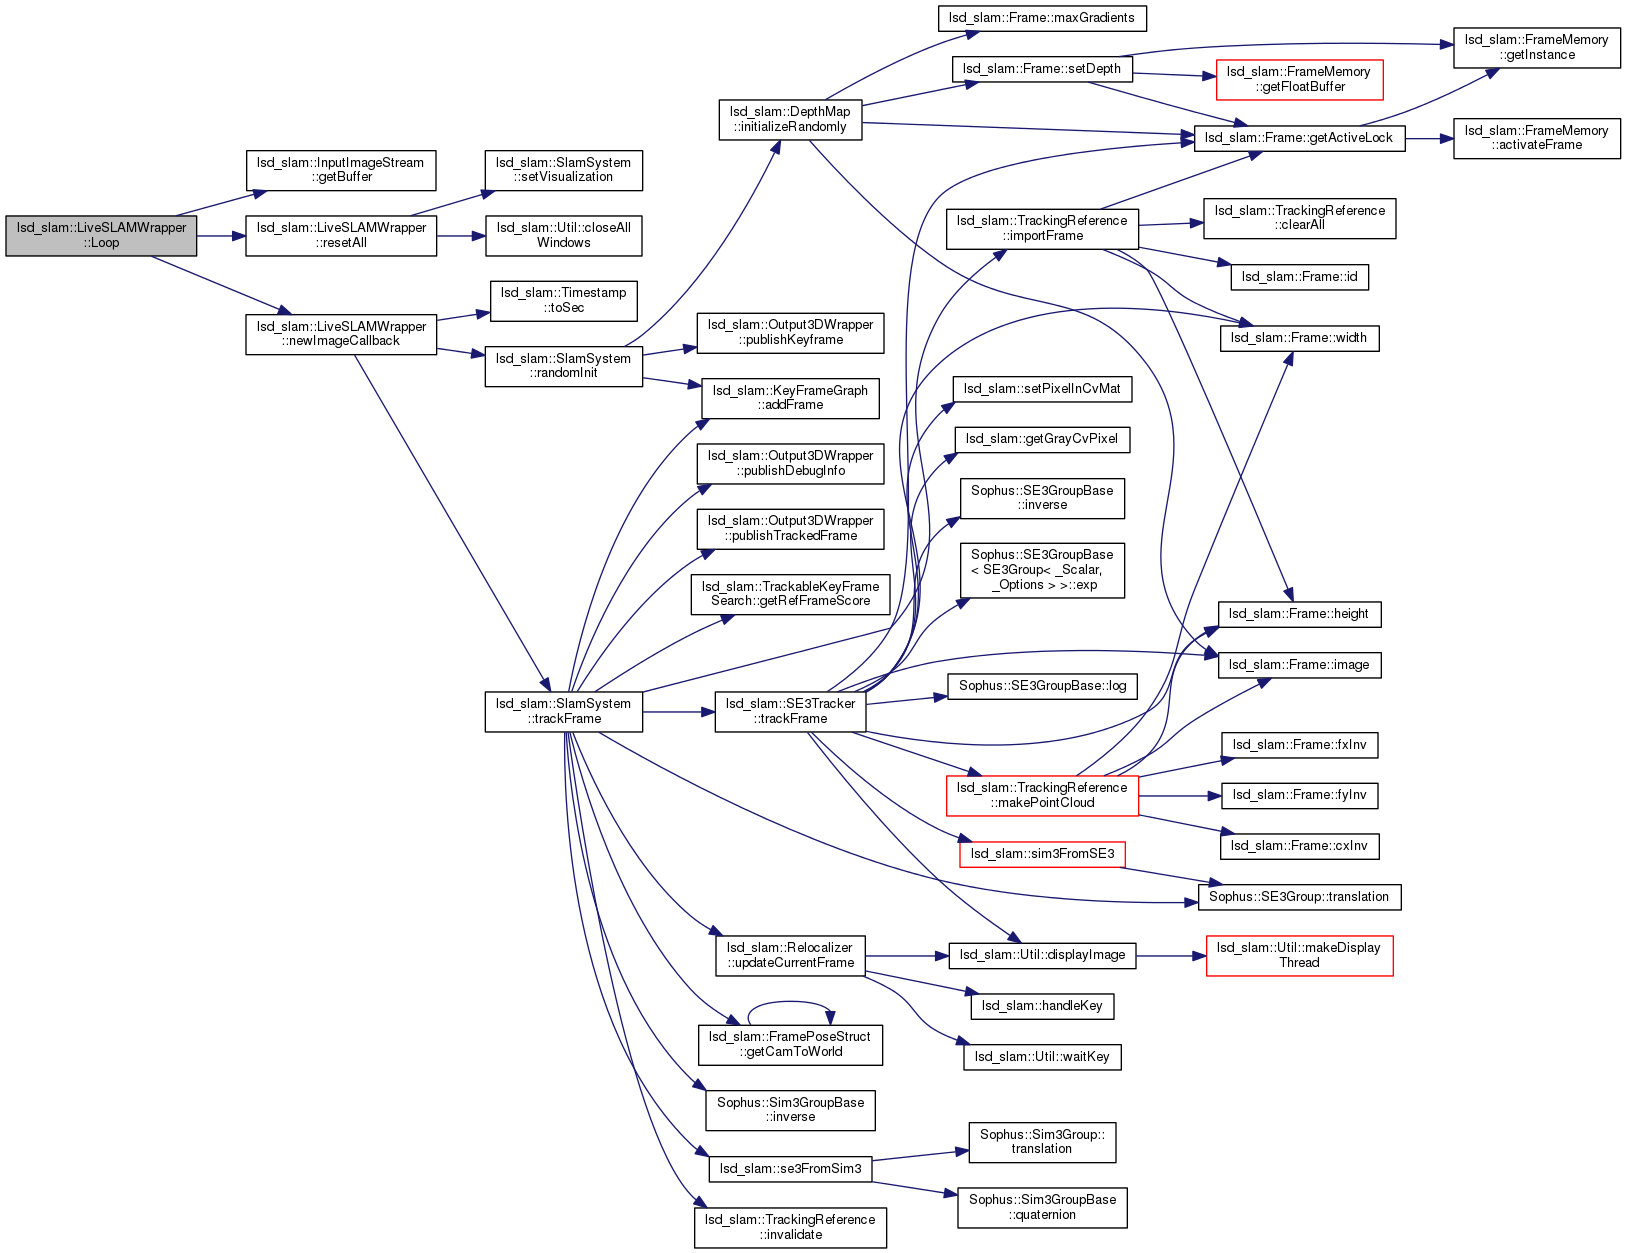 lsd_slam::LiveSLAMWrapper
::Loop
lsd_slam::InputImageStream
::getBuffer
lsd_slam::LiveSLAMWrapper
::resetAll
lsd_slam::LiveSLAMWrapper
::newImageCallback
lsd_slam::SlamSystem
::setVisualization
lsd_slam::Util::closeAll
Windows
lsd_slam::Timestamp
::toSec
lsd_slam::SlamSystem
::randomInit
lsd_slam::SlamSystem
::trackFrame
lsd_slam::DepthMap
::initializeRandomly
lsd_slam::Output3DWrapper
::publishKeyframe
lsd_slam::KeyFrameGraph
::addFrame
lsd_slam::Output3DWrapper
::publishDebugInfo
lsd_slam::Output3DWrapper
::publishTrackedFrame
lsd_slam::TrackableKeyFrame
Search::getRefFrameScore
lsd_slam::SE3Tracker
::trackFrame
lsd_slam::Relocalizer
::updateCurrentFrame
lsd_slam::FramePoseStruct
::getCamToWorld
Sophus::Sim3GroupBase
::inverse
lsd_slam::se3FromSim3
lsd_slam::TrackingReference
::invalidate
lsd_slam::Frame::maxGradients
lsd_slam::Frame::setDepth
lsd_slam::TrackingReference
::importFrame
lsd_slam::setPixelInCvMat
lsd_slam::getGrayCvPixel
Sophus::SE3GroupBase
::inverse
Sophus::SE3GroupBase
< SE3Group< _Scalar,
_Options > >::exp
Sophus::SE3GroupBase::log
lsd_slam::TrackingReference
::makePointCloud
lsd_slam::sim3FromSE3
lsd_slam::Util::displayImage
lsd_slam::handleKey
lsd_slam::Util::waitKey
Sophus::Sim3Group::
translation
Sophus::Sim3GroupBase
::quaternion
lsd_slam::FrameMemory
::getFloatBuffer
lsd_slam::Frame::getActiveLock
lsd_slam::TrackingReference
::clearAll
lsd_slam::Frame::id
lsd_slam::Frame::width
lsd_slam::Frame::height
lsd_slam::Frame::image
lsd_slam::Frame::fxInv
lsd_slam::Frame::fyInv
lsd_slam::Frame::cxInv
Sophus::SE3Group::translation
lsd_slam::Util::makeDisplay
Thread
lsd_slam::FrameMemory
::getInstance
lsd_slam::FrameMemory
::activateFrame